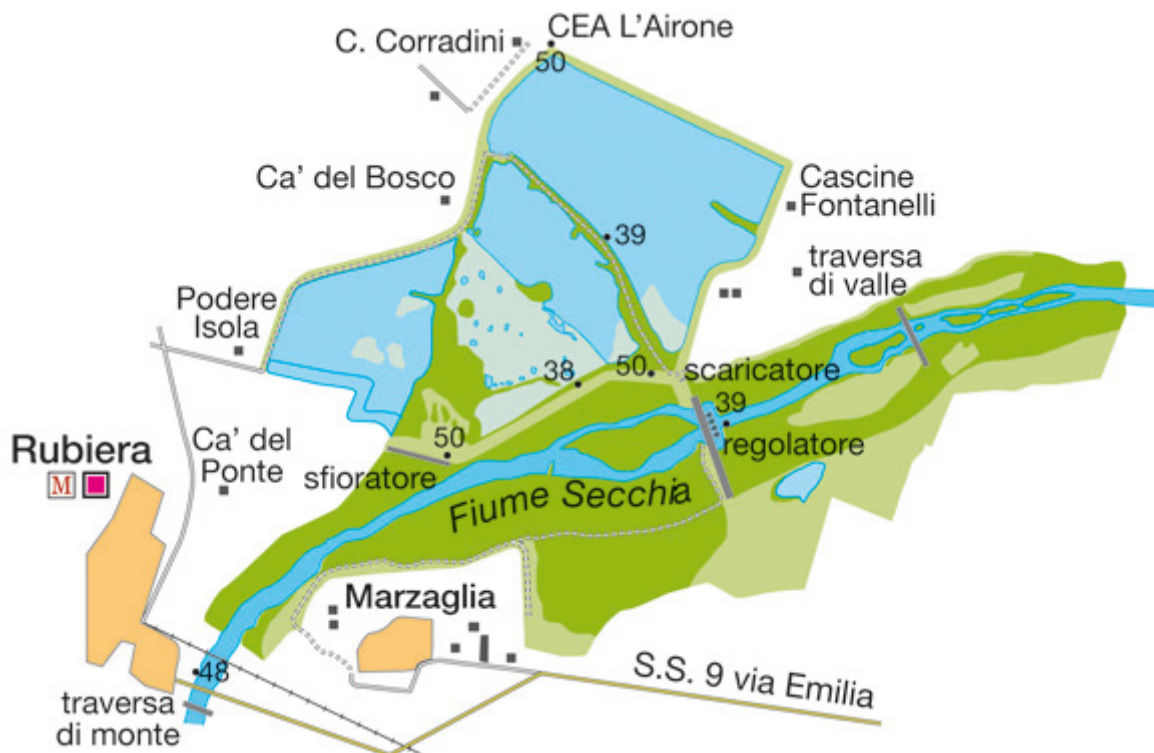 CEA L'Airone
C. Corradini
50
Ca' del Bosco
Cascine
Fontanelli
39
traversa
di valle
Podere
Isola
38
50
scaricatore
39
regolatore
50
sfioratore
Ca' del
Ponte
Rubiera
M
Fiume Secchia
Marzaglia
S.S. 9 via Emilia
48
traversa
di monte